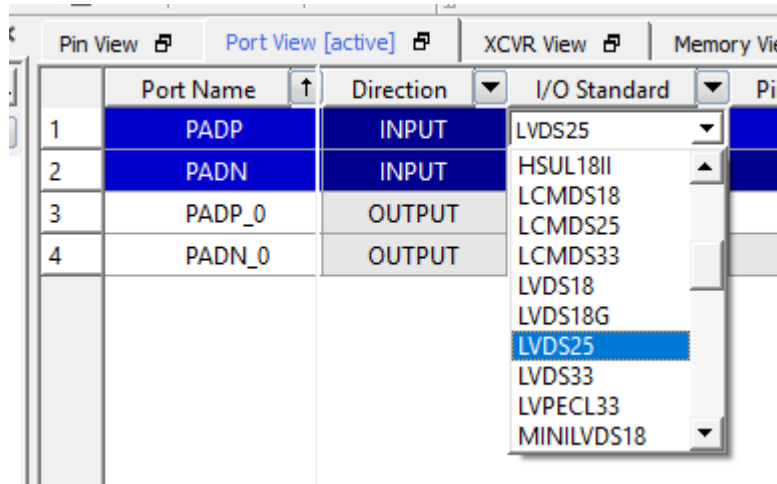 Pin View Port View [active] XCVR View Memory Vie
Port Name ↑ Direction I/O Standard Pi
1 PADP INPUT LVDS25
2 PADN INPUT HSUL18II
LCMDS18
3 PADP_0 OUTPUT LCMDS25
4 PADN_0 OUTPUT LCMDS33
LVDS18
LVDS18G
LVDS25
LVDS33
LVPECL33
MINILVDS18